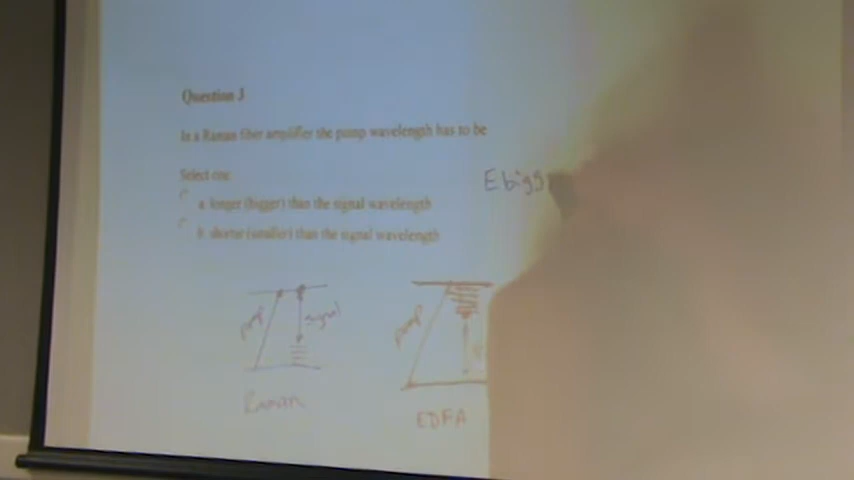 Question 3
In a Raman fiber amplifier the pump wavelength has to be
Select one:
a. longer (bigger) than the signal wavelength
b. shorter (smaller) than the signal wavelength
E bigg
pump
signal
pump
Raman
EDFA